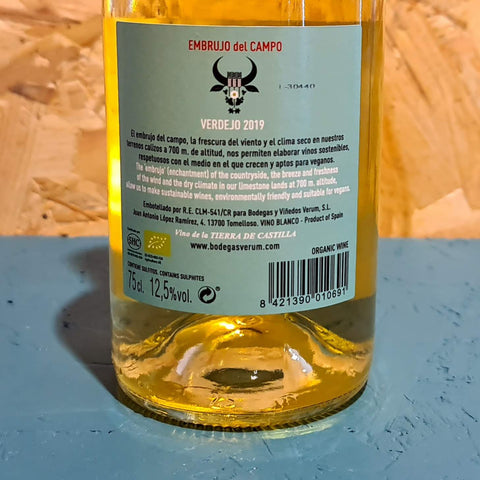 EMBRUJO del CAMPO
L-30440
VERDEJO 2019
El embrujo del campo, la frescura del viento y el clima seco en nuestros
terrenos calizos a 700 m. de altitud, nos permiten elaborar vinos sostenibles,
respetuosos con el medio en el que crecen y aptos para veganos.
The 'embrujo' (enchantment) of the countryside, the breeze and freshness
of the wind and the dry climate in our limestone lands at 700 m. altitude,
allow us to make sustainable wines, environmentally friendly and suitable for vegans.
Embotellado por R.E. CLM-541/CR para Bodegas y Viñedos Verum, S.L.
Juan Antonio López Ramírez, 4. 13700 Tomelloso. VINO BLANCO - Product of Spain
Vino de la TIERRA DE CASTILLA
www.bodegasverum.com
ORGANIC WINE
SHC
CONTIENE SULFITOS. CONTAINS SULPHITES
75cl. 12,5%vol.
8 421390 010691